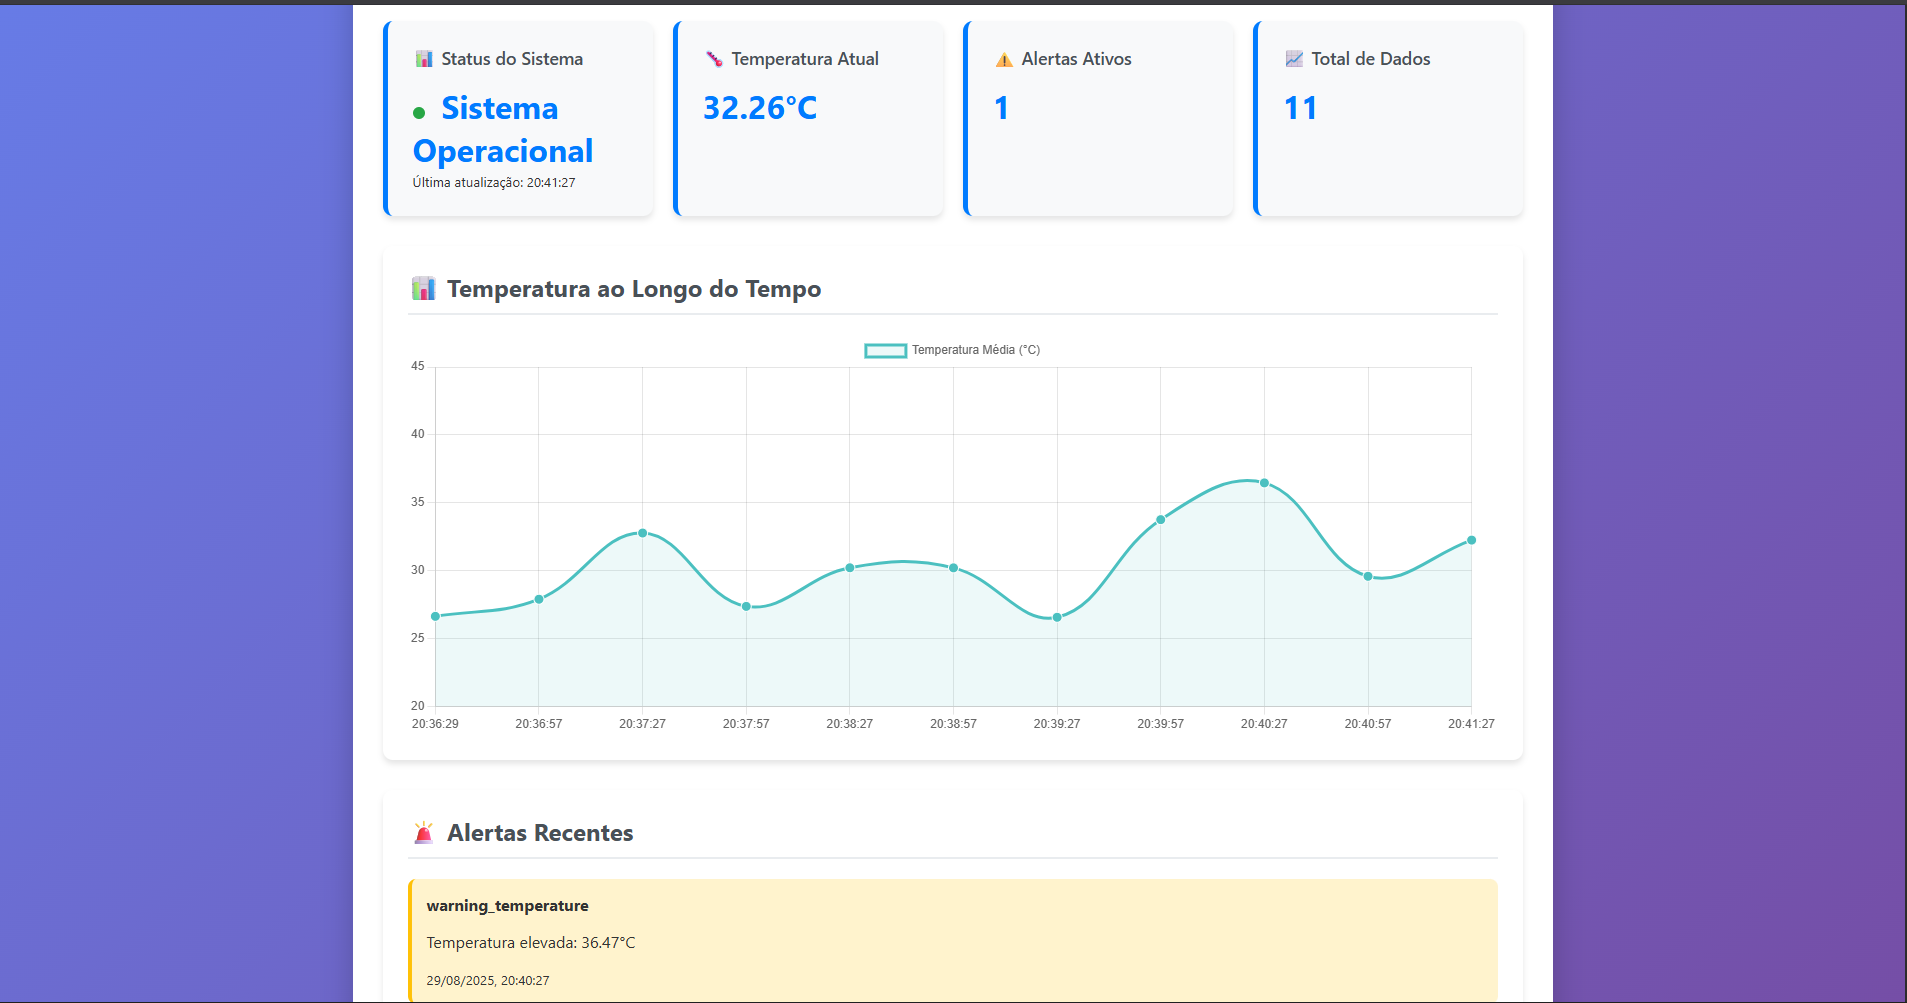 Status do Sistema
Sistema
Operacional
Última atualização: 20:41:27
Temperatura Atual
32.26°C
Alertas Ativos
1
Total de Dados
11
Temperatura ao Longo do Tempo
Temperatura Média (°C)
45
40
35
30
25
20
20:36:29 20:36:57 20:37:27 20:37:57 20:38:27 20:38:57 20:39:27 20:39:57 20:40:27 20:40:57 20:41:27
Alertas Recentes
warning_temperature
Temperatura elevada: 36.47°C
29/08/2025, 20:40:27